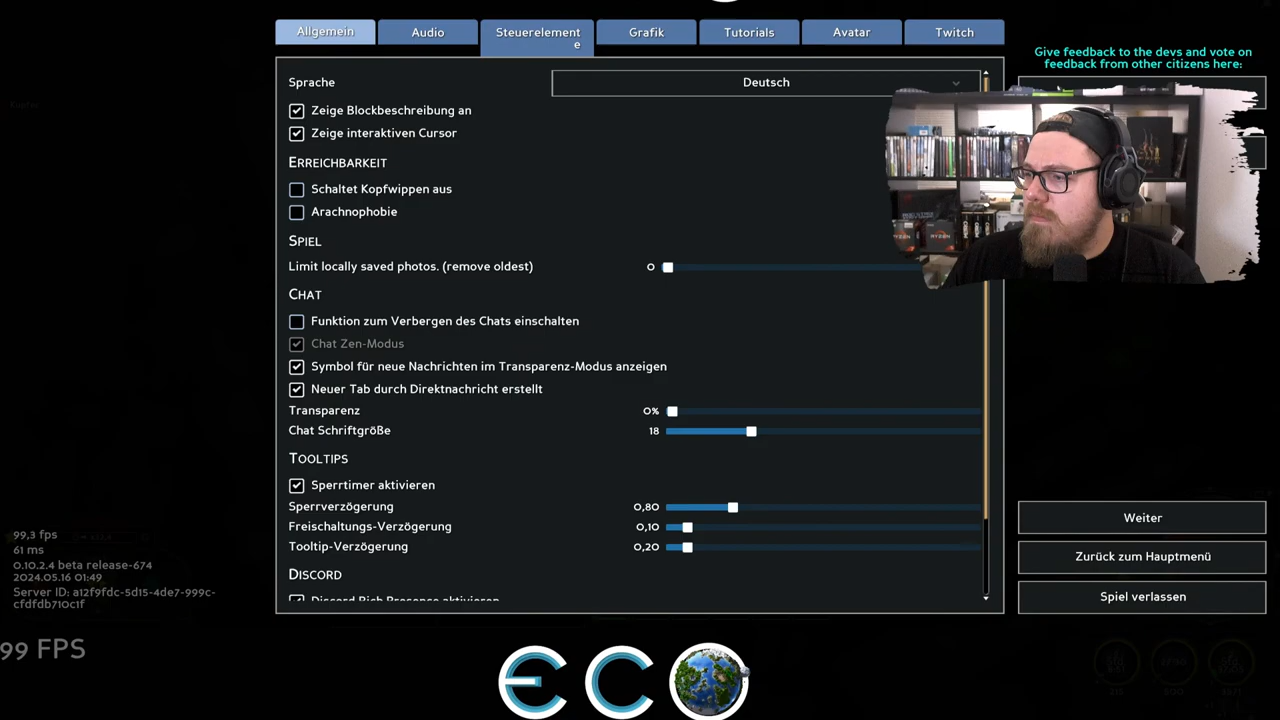 Allgemein
Audio
Steuerelement
e
Grafik
Tutorials
Avatar
Twitch
Give feedback to the devs and vote on
feedback from other citizens here:
Sprache
Deutsch
Zeige Blockbeschreibung an
Zeige interaktiven Cursor
Erreichbarkeit
Schaltet Kopfwippen aus
Arachnophobie
Spiel
Limit locally saved photos. (remove oldest)
0
Chat
Funktion zum Verbergen des Chats einschalten
Chat Zen-Modus
Symbol für neue Nachrichten im Transparenz-Modus anzeigen
Neuer Tab durch Direktnachricht erstellt
Transparenz
0%
Chat Schriftgröße
18
Tooltips
Sperrtimer aktivieren
Sperrverzögerung
0,80
Freischaltungs-Verzögerung
0,10
Tooltip-Verzögerung
0,20
Discord
Discord Rich Presence aktivieren
Weiter
Zurück zum Hauptmenü
Spiel verlassen
99,3 fps
61 ms
0.10.2.4 beta release-674
2024.05.16 01:49
Server ID: a12f9fdc-5d15-4de7-999c-
cfdfdb710c1f
99 FPS
ECO